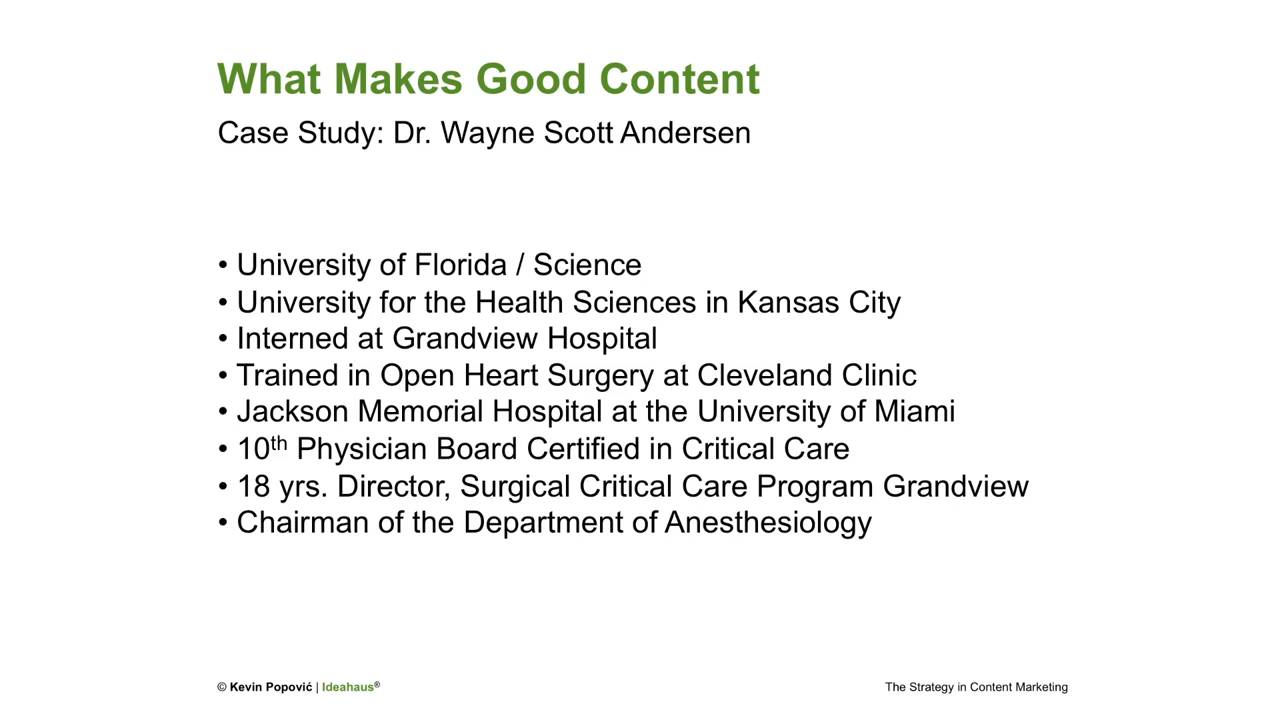 What Makes Good Content
Case Study: Dr. Wayne Scott Andersen
• University of Florida / Science
• University for the Health Sciences in Kansas City
• Interned at Grandview Hospital
• Trained in Open Heart Surgery at Cleveland Clinic
• Jackson Memorial Hospital at the University of Miami
• 10th Physician Board Certified in Critical Care
• 18 yrs. Director, Surgical Critical Care Program Grandview
• Chairman of the Department of Anesthesiology
© Kevin Popović | Ideahaus®
The Strategy in Content Marketing